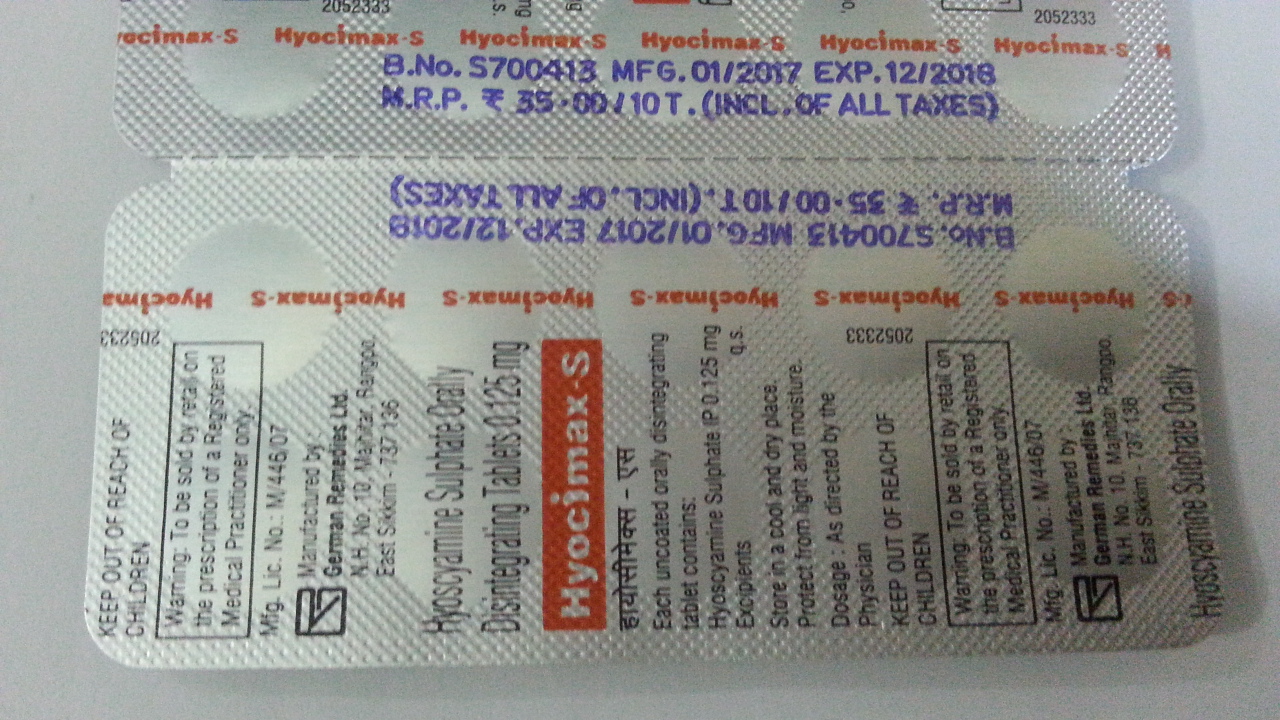 KEEP OUT OF REACH OF
CHILDREN
2052333
Warning: To be sold by retail on
the prescription of a Registered
Medical Practitioner only.
Mfg. Lic. No.: M/446/07
Manufactured by :
German Remedies Ltd.
N.H. No. 10, Majhitar, Rangpo,
East Sikkim - 737 136
Hyoscyamine Sulphate Orally
Disintegrating Tablets 0.125 mg
Hyocimax-S
हायोसीमेक्स - एस
Each uncoated orally disintegrating
tablet contains:
Hyoscyamine Sulphate IP 0.125 mg
Excipients q.s.
Store in a cool and dry place.
Protect from light and moisture.
Dosage : As directed by the
Physician
2052333
KEEP OUT OF REACH OF
CHILDREN
Warning: To be sold by retail on
the prescription of a Registered
Medical Practitioner only.
Mfg. Lic. No.: M/446/07
Manufactured by :
German Remedies Ltd.
N.H. No. 10, Majhitar, Rangpo,
East Sikkim - 737 136
Hyoscyamine Sulphate Orally
-S Hyocimax-S Hyocimax-S Hyocimax-S Hyocimax-S Hyocimax-S Hyocima
B.No. S700413 MFG.01/2017 EXP.12/2018
M.R.P. ₹ 35.00/10T.(INCL.OF ALL TAXES)
B.No. S700413 MFG.01/2017 EXP.12/2018
M.R.P. ₹ 35.00/10T.(INCL.OF ALL TAXES)
ocimax-S Hyocimax-S Hyocimax-S Hyocimax-S Hyocimax-S Hyocimax-S H
2052333
2052333